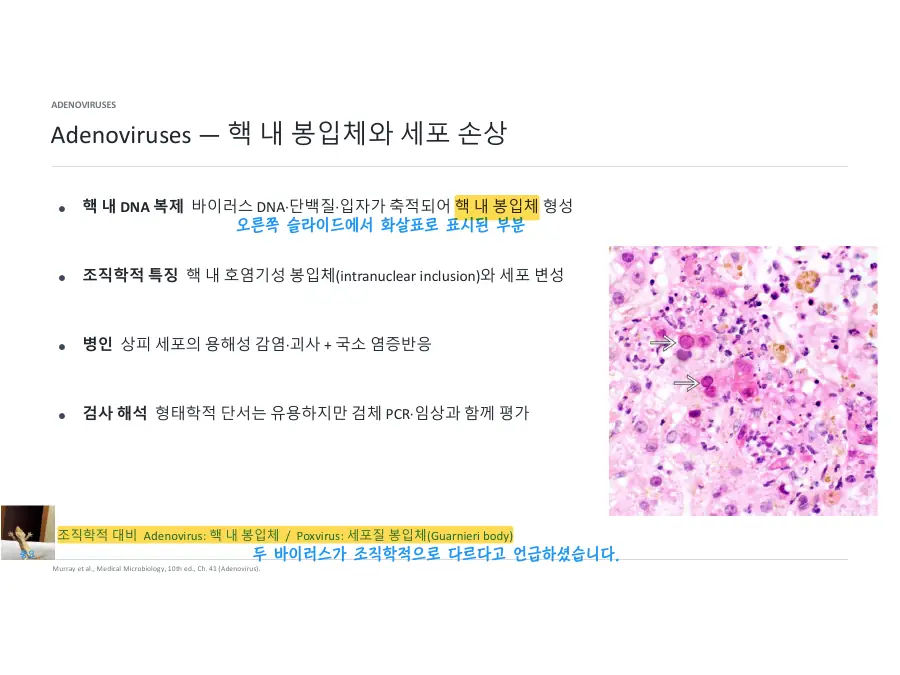 ADENOVIRUSES
Adenoviruses — 핵 내 봉입체와 세포 손상
• 핵 내 DNA 복제 바이러스 DNA·단백질·입자가 축적되어 핵 내 봉입체 형성
오른쪽 슬라이드에서 화살표로 표시된 부분
• 조직학적 특징 핵 내 호염기성 봉입체(intranuclear inclusion)와 세포 변성
• 병인 상피 세포의 용해성 감염·괴사 + 국소 염증반응
• 검사 해석 형태학적 단서는 유용하지만 검체 PCR·임상과 함께 평가
조직학적 대비 Adenovirus: 핵 내 봉입체 / Poxvirus: 세포질 봉입체(Guarnieri body)
두 바이러스가 조직학적으로 다르다고 언급하셨습니다.
Murray et al., Medical Microbiology, 10th ed., Ch. 41 (Adenovirus).